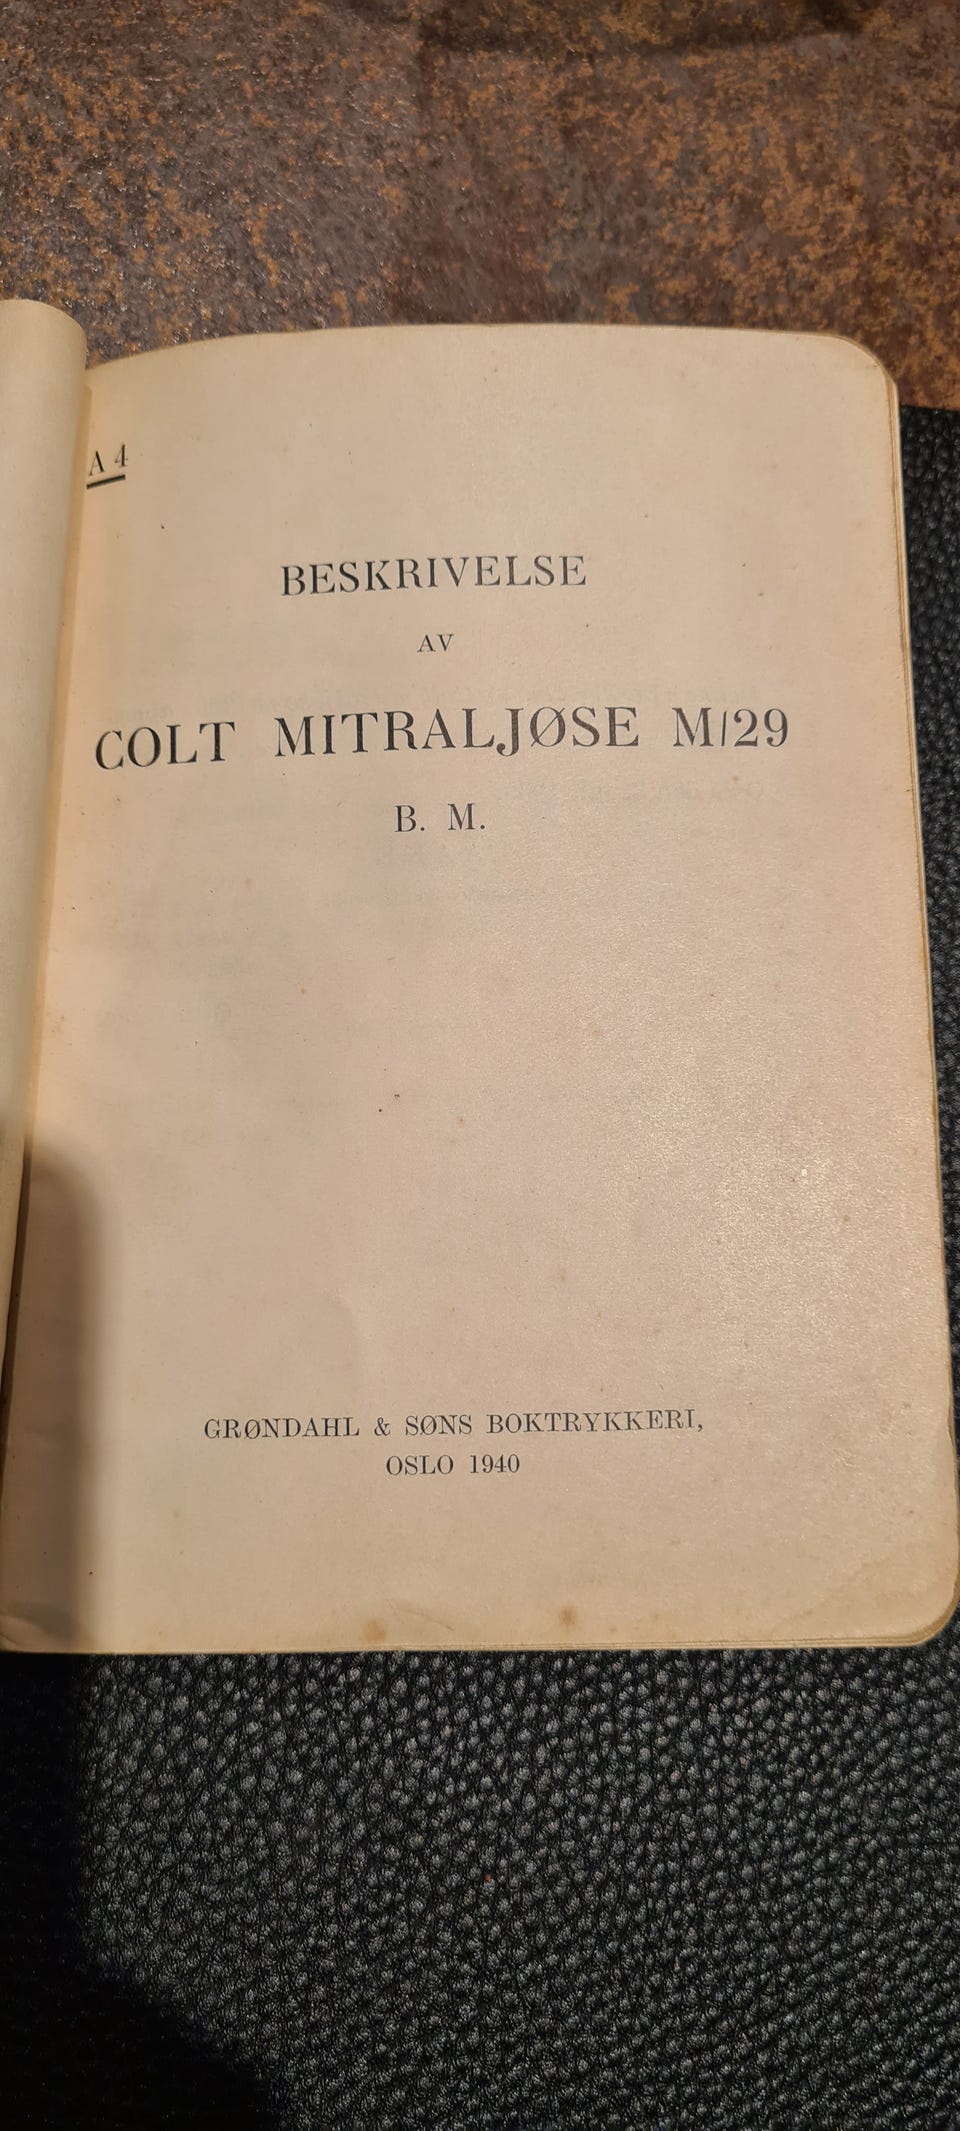 A 4
BESKRIVELSE
AV
COLT MITRALJØSE M/29
B. M.
GRØNDAHL & SØNS BOKTRYKKERI,
OSLO 1940